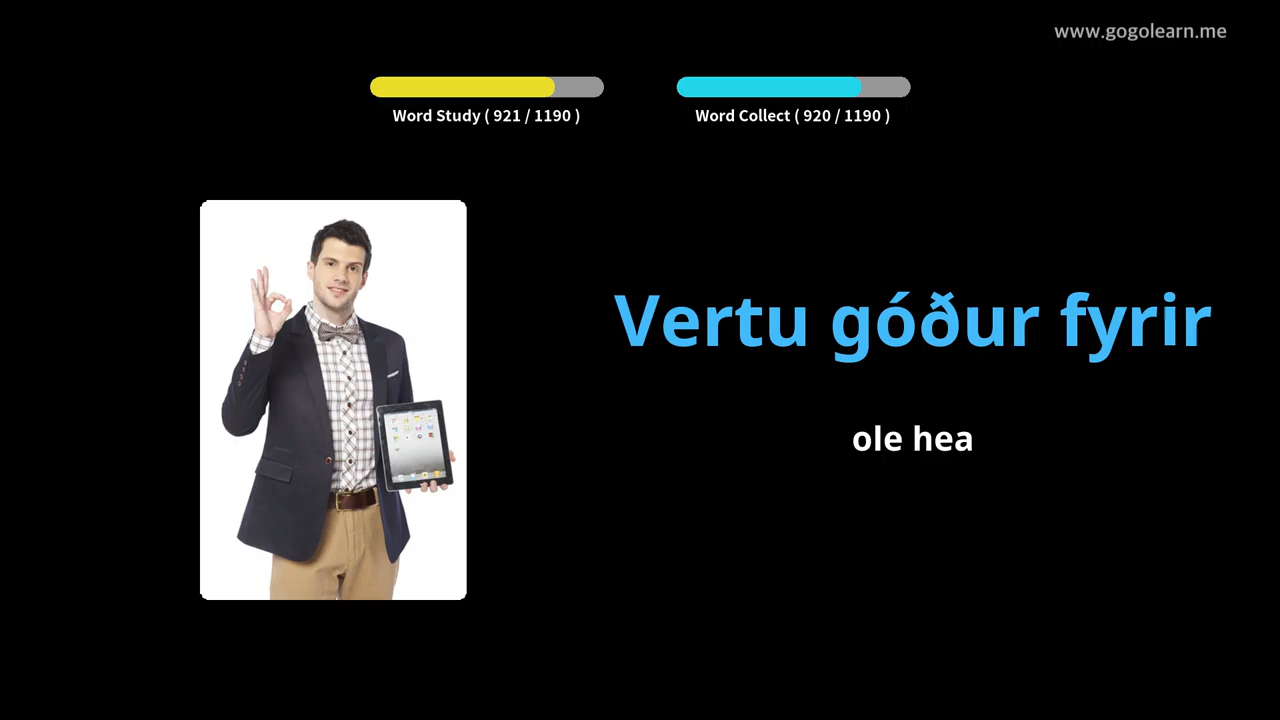 www.gogolearn.me
Word Study ( 921 / 1190 )
Word Collect ( 920 / 1190 )
Vertu góður fyrir
ole hea